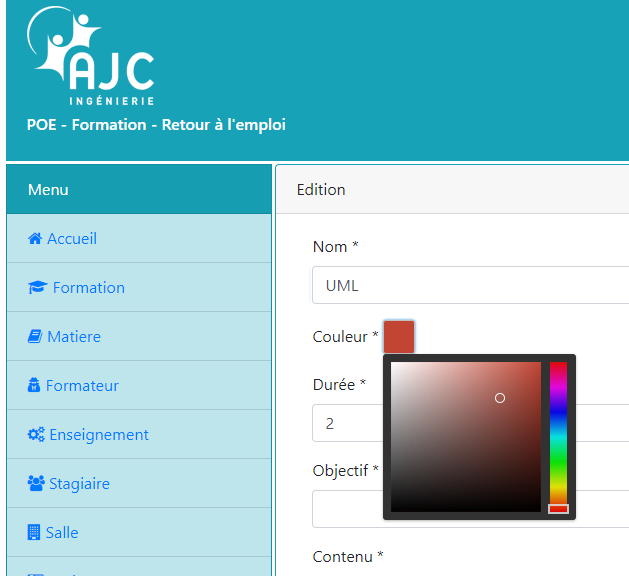 AJC
INGÉNIERIE
POE - Formation - Retour à l'emploi
Menu
Accueil
Formation
Matiere
Formateur
Enseignement
Stagiaire
Salle
Edition
Nom *
UML
Couleur *
Durée *
2
Objectif *
Contenu *